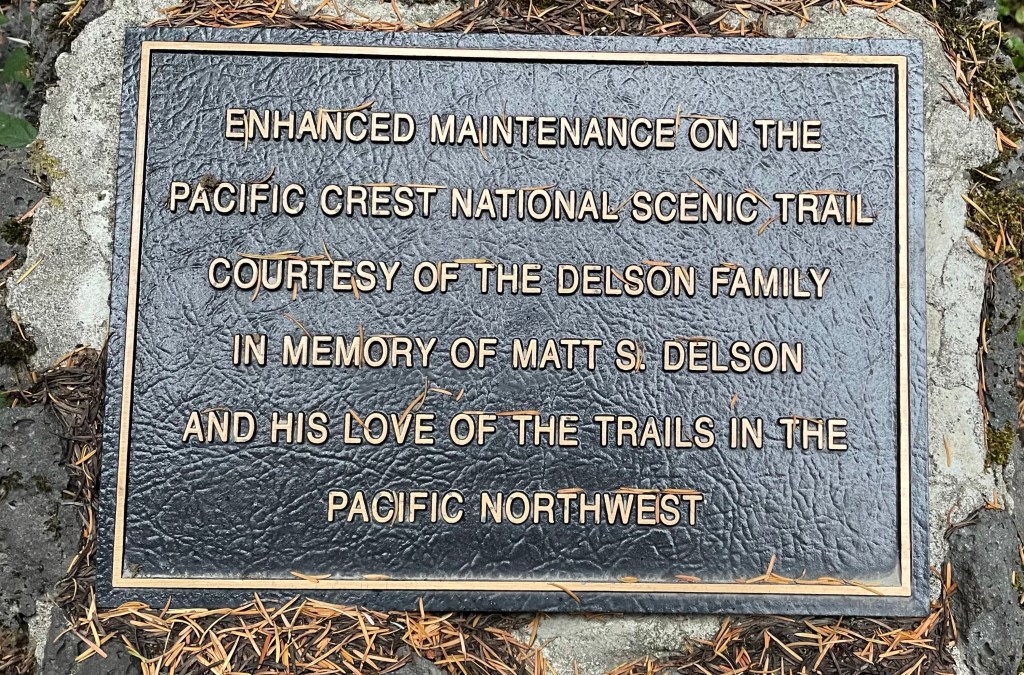 ENHANCED MAINTENANCE ON THE
PACIFIC CREST NATIONAL SCENIC TRAIL
COURTESY OF THE DELSON FAMILY
IN MEMORY OF MATT S. DELSON
AND HIS LOVE OF THE TRAILS IN THE
PACIFIC NORTHWEST